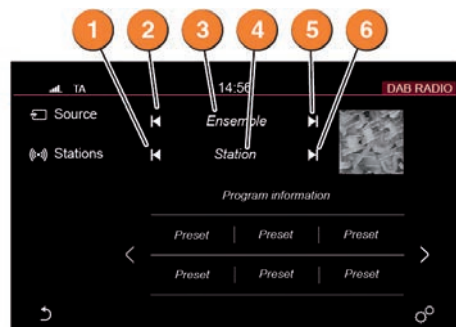 1 2 3 4 5 6
TA 14:56 DAB RADIO
Source
Ensemble
Stations
Station
Program information
Preset Preset Preset
Preset Preset Preset